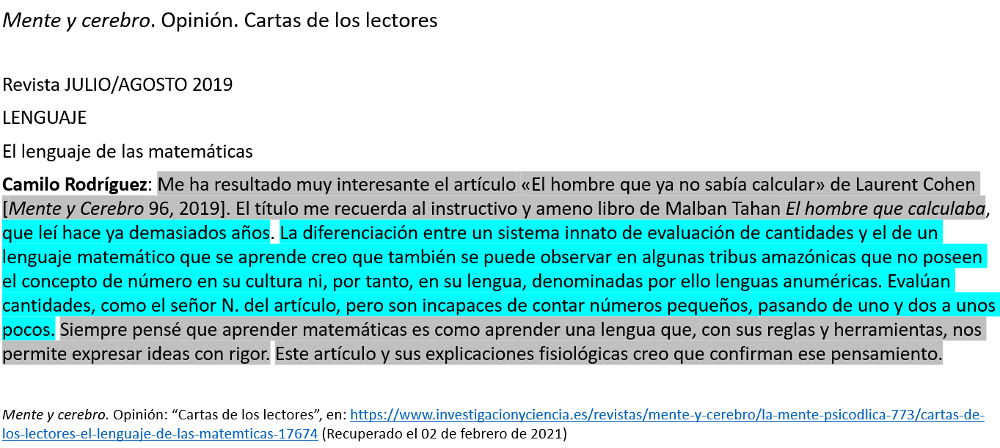 Mente y cerebro. Opinión. Cartas de los lectores
Revista JULIO/AGOSTO 2019
LENGUAJE
El lenguaje de las matemáticas
Camilo Rodríguez: Me ha resultado muy interesante el artículo «El hombre que ya no sabía calcular» de Laurent Cohen
[Mente y Cerebro 96, 2019]. El título me recuerda al instructivo y ameno libro de Malban Tahan El hombre que calculaba,
que leí hace ya demasiados años. La diferenciación entre un sistema innato de evaluación de cantidades y el de un
lenguaje matemático que se aprende creo que también se puede observar en algunas tribus amazónicas que no poseen
el concepto de número en su cultura ni, por tanto, en su lengua, denominadas por ello lenguas anuméricas. Evalúan
cantidades, como el señor N. del artículo, pero son incapaces de contar números pequeños, pasando de uno y dos a unos
pocos. Siempre pensé que aprender matemáticas es como aprender una lengua que, con sus reglas y herramientas, nos
permite expresar ideas con rigor. Este artículo y sus explicaciones fisiológicas creo que confirman ese pensamiento.
Mente y cerebro. Opinión: “Cartas de los lectores”, en: https://www.investigacionyciencia.es/revistas/mente-y-cerebro/la-mente-psicodlica-773/cartas-de-
los-lectores-el-lenguaje-de-las-matemticas-17674 (Recuperado el 02 de febrero de 2021)